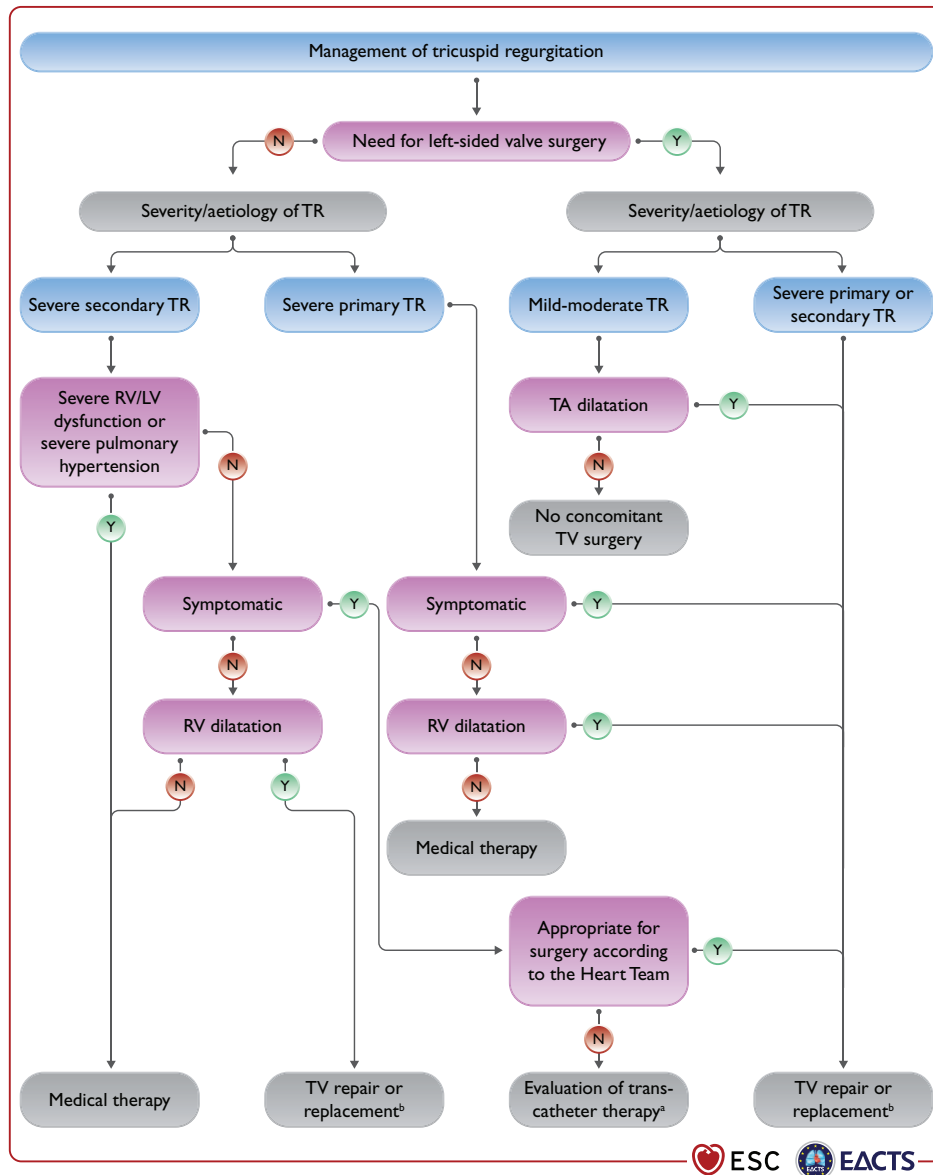 Management of tricuspid regurgitation
N
Need for left-sided valve surgery
Y
Severity/aetiology of TR
Severity/aetiology of TR
Severe secondary TR
Severe primary TR
Mild-moderate TR
Severe primary or
secondary TR
Severe RV/LV
dysfunction or
severe pulmonary
hypertension
N
Y
TA dilatation
Y
N
No concomitant
TV surgery
Symptomatic
Y
Symptomatic
Y
N
N
RV dilatation
RV dilatation
Y
N
Y
N
Medical therapy
Appropriate for
surgery according
to the Heart Team
Y
N
Medical therapy
TV repair or
replacementᵇ
Evaluation of trans-
catheter therapyᵃ
TV repair or
replacementᵇ
ESC
EACTS